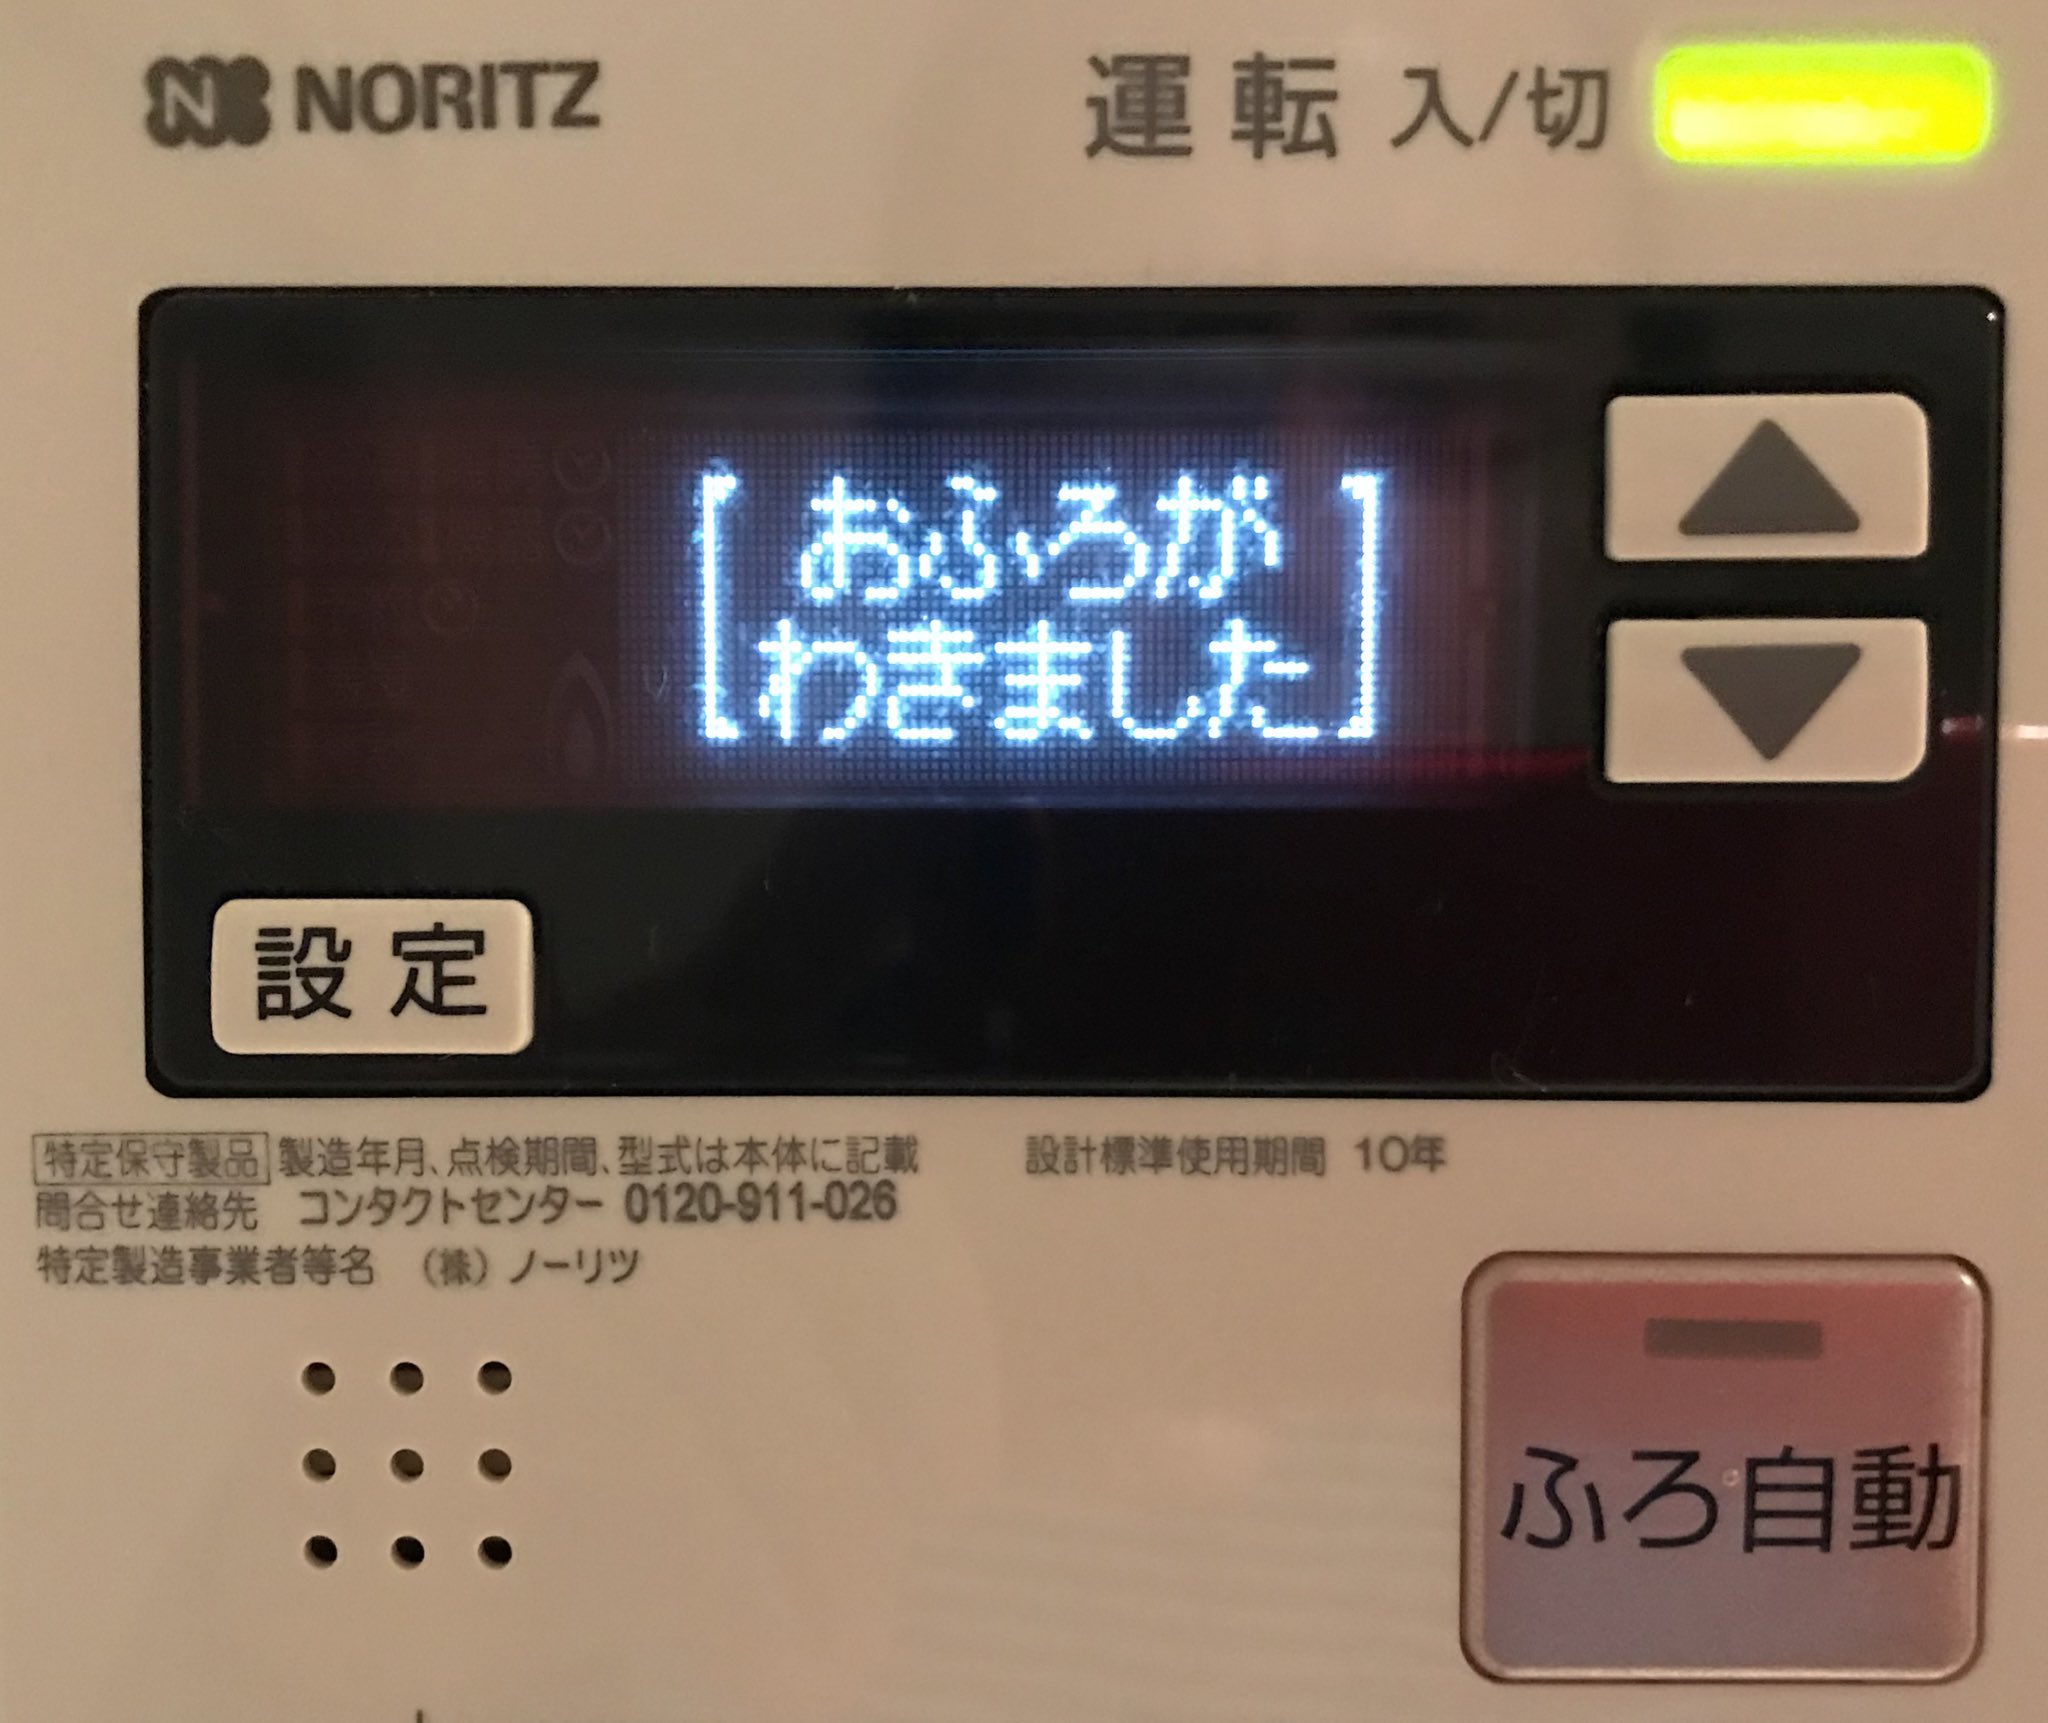 NORITZ
運転 入/切
おふろが
わきました
設定
特定保守製品 製造年月、点検期間、型式は本体に記載 設計標準使用期間 10年
問合せ連絡先 コンタクトセンター 0120-911-026
特定製造事業者等名 (株) ノーリツ
ふろ自動